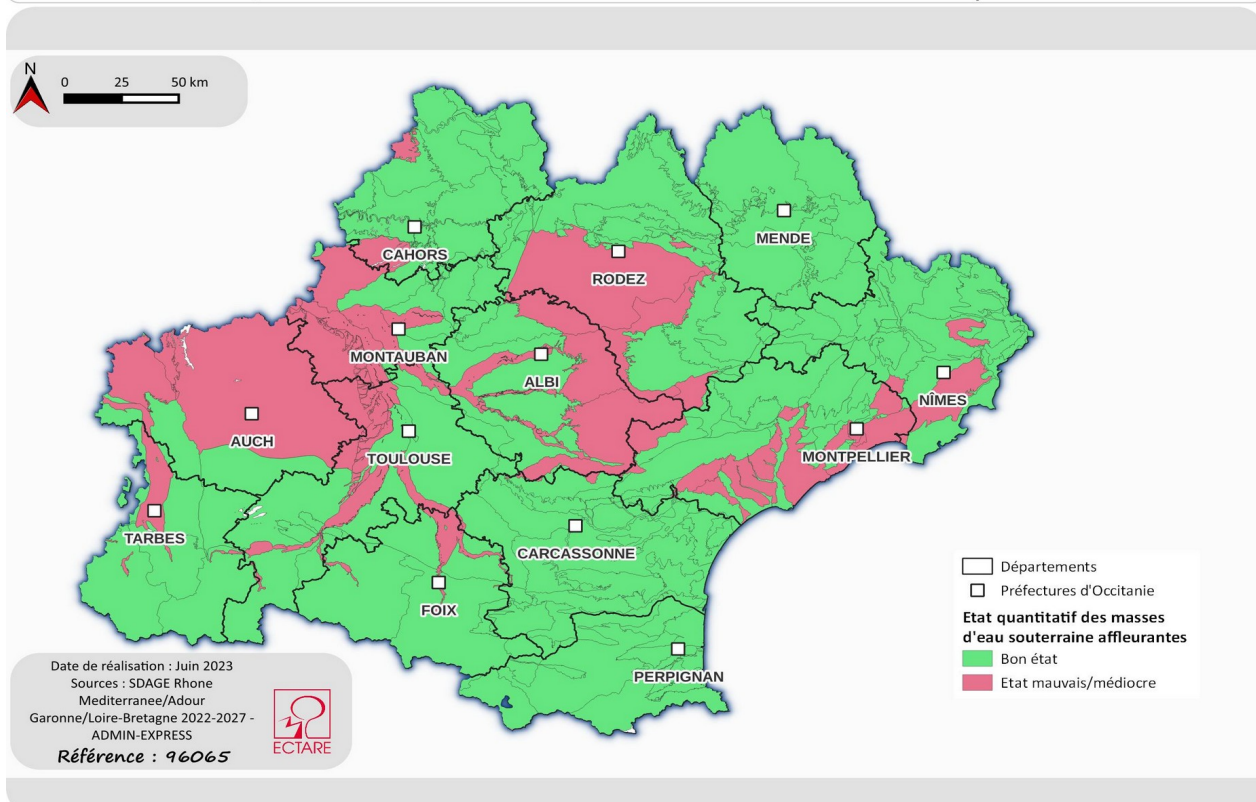 N
0 25 50 km
CAHORS
MENDE
RODEZ
MONTAUBAN
ALBI
NÎMES
AUCH
TOULOUSE
MONTPELLIER
TARBES
CARCASSONNE
FOIX
PERPIGNAN
Départements
Préfectures d'Occitanie
Etat quantitatif des masses
d'eau souterraine affleurantes
Bon état
Etat mauvais/médiocre
Date de réalisation : Juin 2023
Sources : SDAGE Rhone
Mediterranee/Adour
Garonne/Loire-Bretagne 2022-2027 -
ADMIN-EXPRESS
Référence : 96065
ECTARE